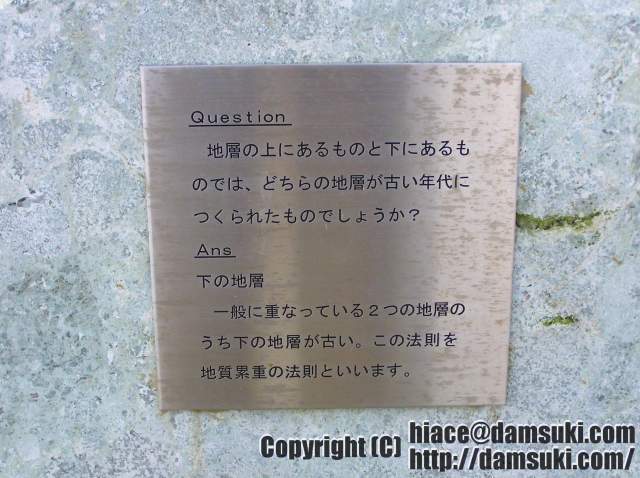 Question
地層の上にあるものと下にあるも
のでは、どちらの地層が古い年代に
つくられたものでしょうか？
Ans
下の地層
一般に重なっている２つの地層の
うち下の地層が古い。この法則を
地質累重の法則といいます。
Copyright (C) hiace@damsuki.com
http://damsuki.com/